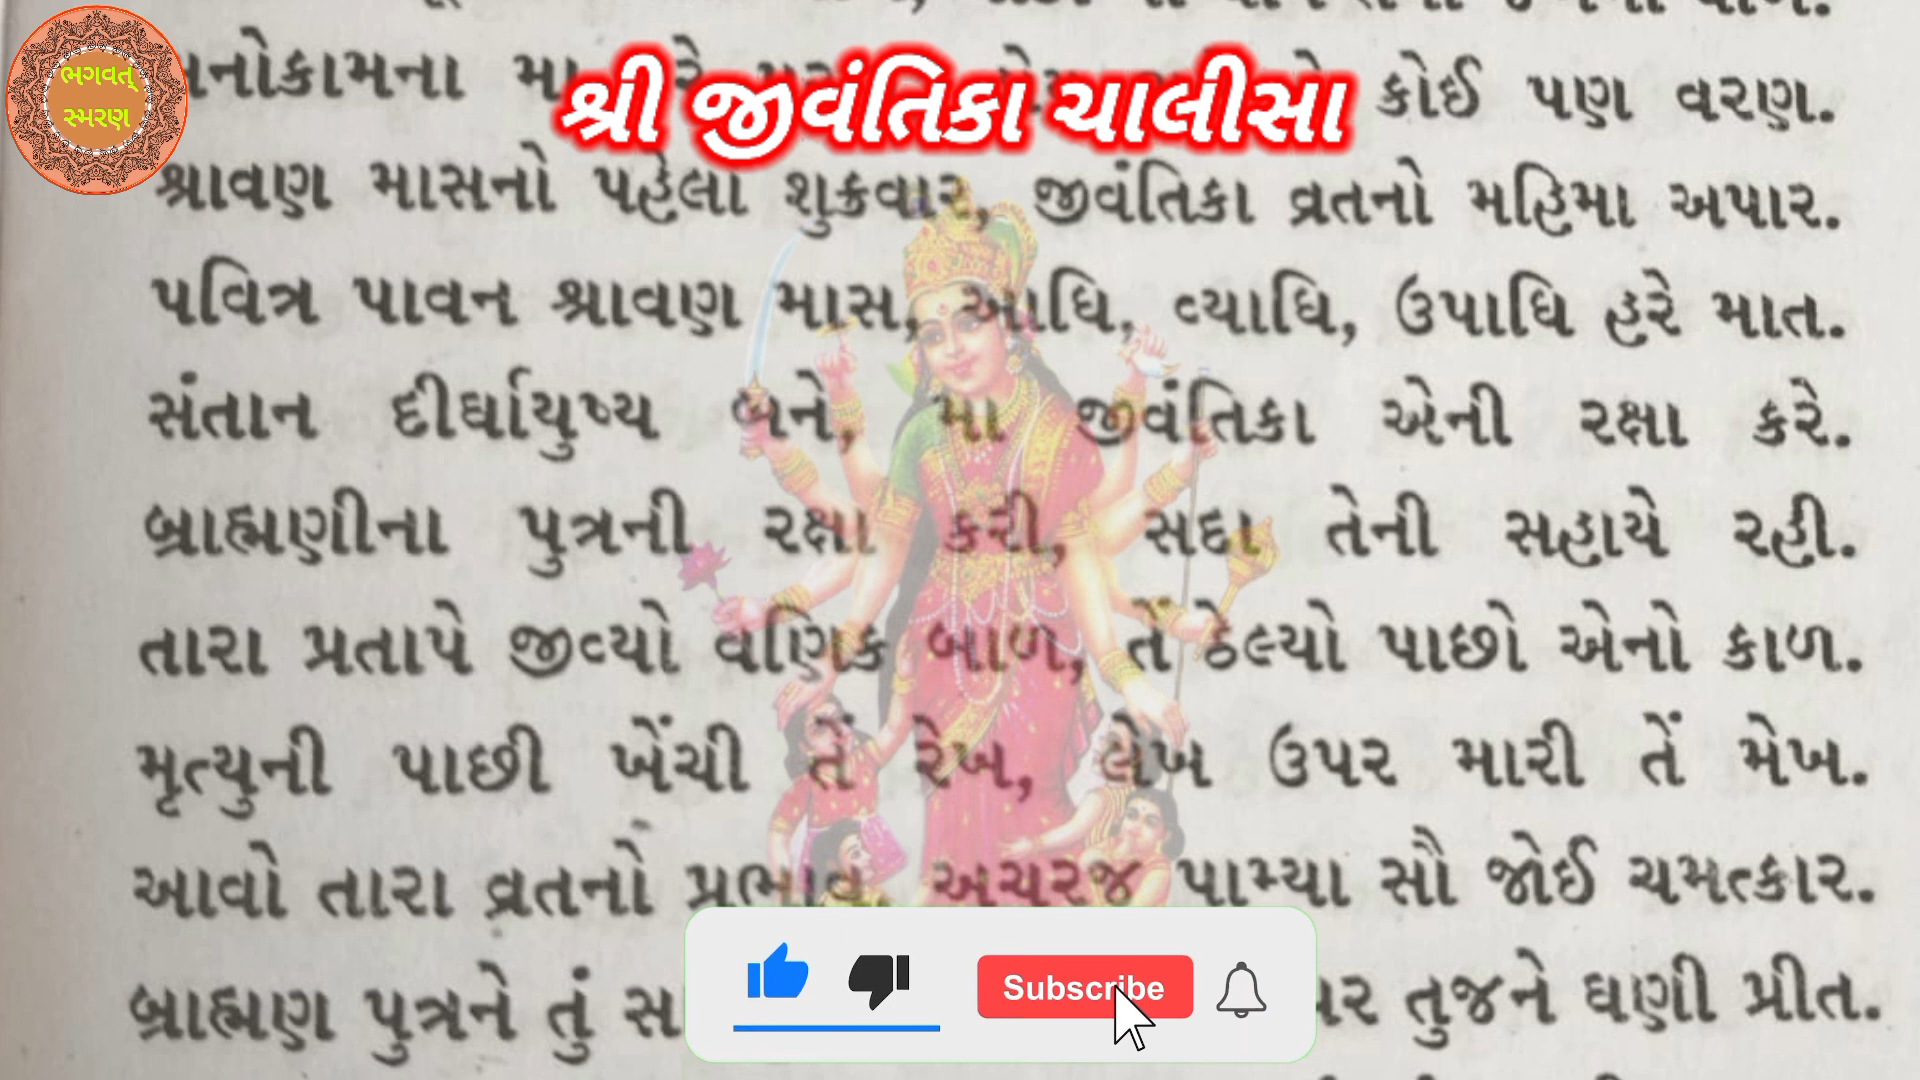 ભગવત્
સ્મરણ
શ્રી જીવંતિકા ચાલીસા
મનોકામના કોઈ પણ વરણ.
શ્રાવણ માસનો પહેલો શુક્રવાર, જીવંતિકા વ્રતનો મહિમા અપાર.
પવિત્ર પાવન શ્રાવણ માસ, આધિ, વ્યાધિ, ઉપાધિ હરે માત.
સંતાન દીર્ઘાયુષ્ય બને, મા જીવંતિકા એની રક્ષા કરે.
બ્રાહ્મણીના પુત્રની રક્ષા કરી, સદા તેની સહાયે રહી.
તારા પ્રતાપે જીવ્યો વણિક બાળ, તેં ઠેલ્યો પાછો એનો કાળ.
મૃત્યુની પાછી ખેંચી તેં રેખ, લેખ ઉપર મારી તેં મેખ.
આવો તારા વ્રતનો પ્રભાવ, અચરજ પામ્યા સૌ જોઈ ચમત્કાર.
બ્રાહ્મણ પુત્રને તું તુજને ઘણી પ્રીત.
Subscribe